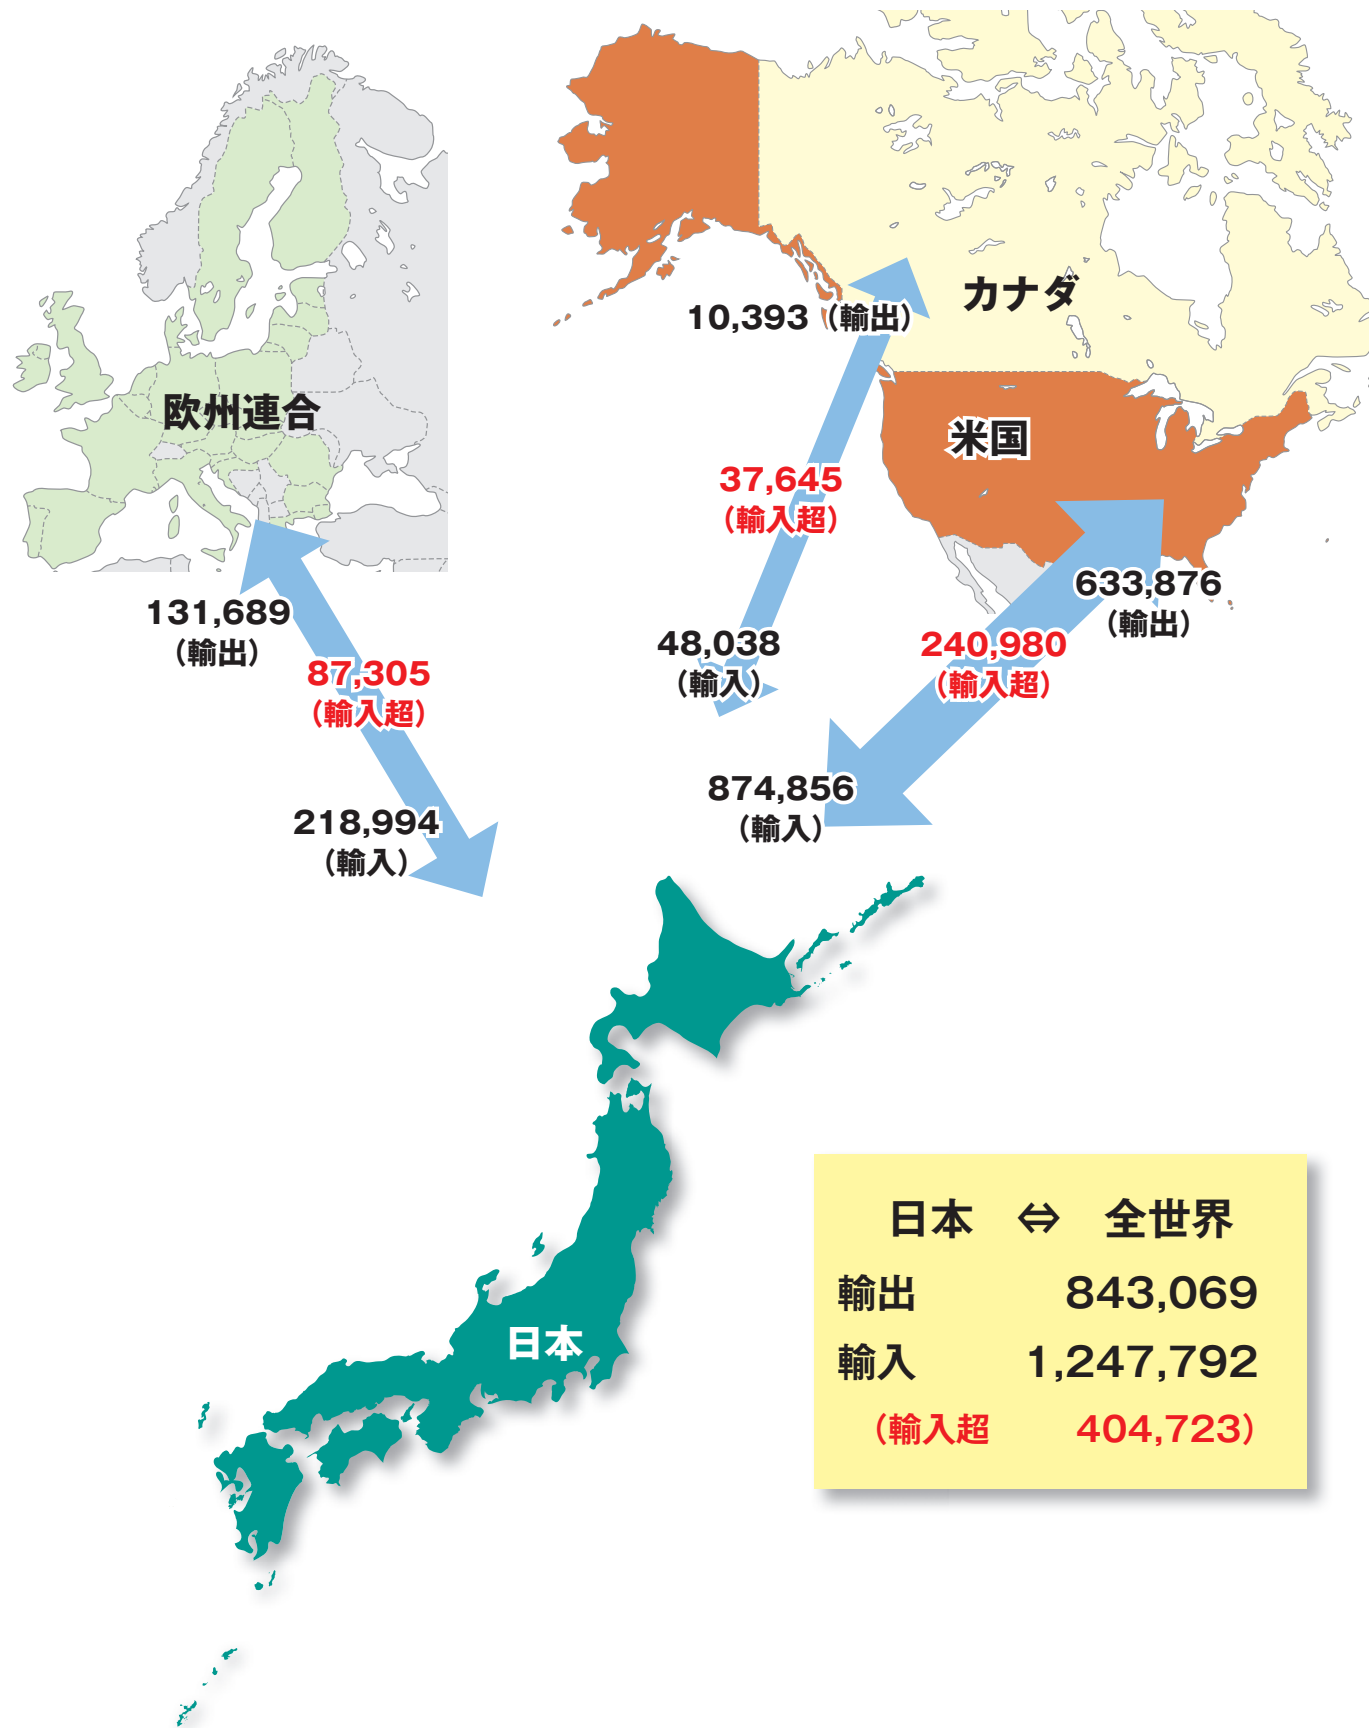 カナダ
10,393（輸出）
欧州連合
米国
37,645
（輸入超）
131,689
（輸出）
633,876
（輸出）
87,305
（輸入超）
48,038
（輸入）
240,980
（輸入超）
218,994
（輸入）
874,856
（輸入）
日本
日本 ⇔ 全世界
輸出 843,069
輸入 1,247,792
（輸入超 404,723）